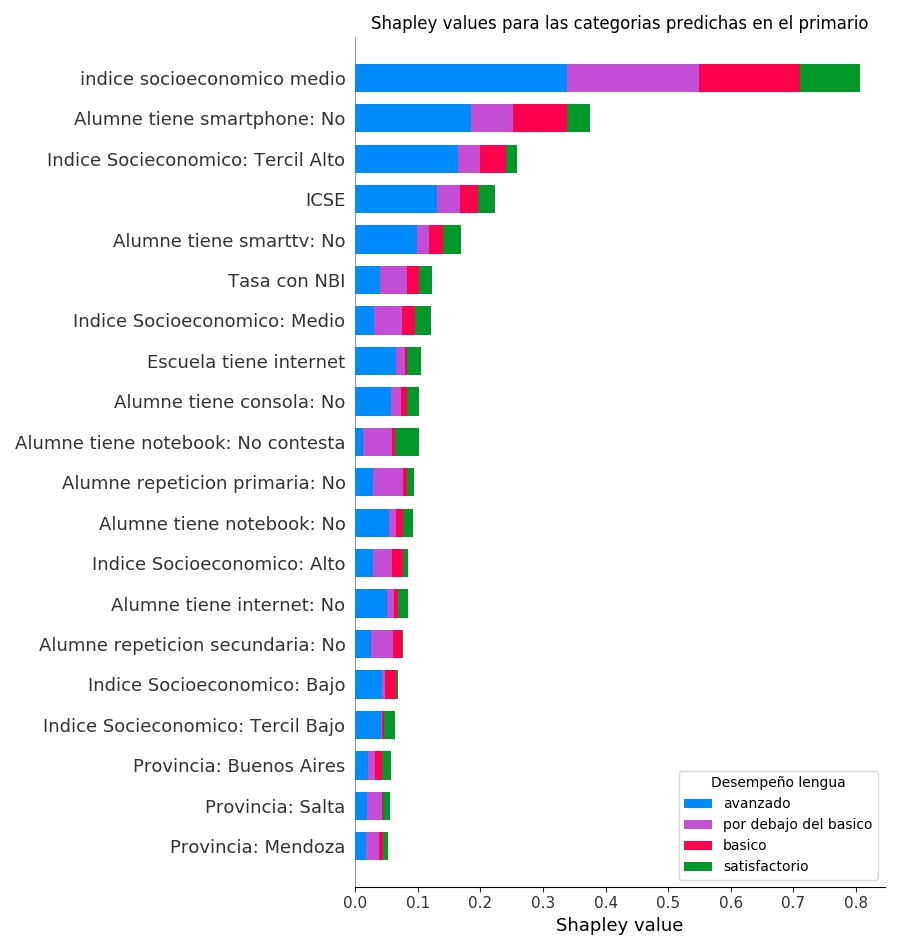 Shapley values para las categorias predichas en el primario
indice socioeconomico medio
Alumne tiene smartphone: No
Indice Socieconomico: Tercil Alto
ICSE
Alumne tiene smarttv: No
Tasa con NBI
Indice Socioeconomico: Medio
Escuela tiene internet
Alumne tiene consola: No
Alumne tiene notebook: No contesta
Alumne repeticion primaria: No
Alumne tiene notebook: No
Indice Socioeconomico: Alto
Alumne tiene internet: No
Alumne repeticion secundaria: No
Indice Socioeconomico: Bajo
Indice Socieconomico: Tercil Bajo
Provincia: Buenos Aires
Provincia: Salta
Provincia: Mendoza
Desempeño lengua
avanzado
por debajo del basico
basico
satisfactorio
0.0 0.1 0.2 0.3 0.4 0.5 0.6 0.7 0.8
Shapley value